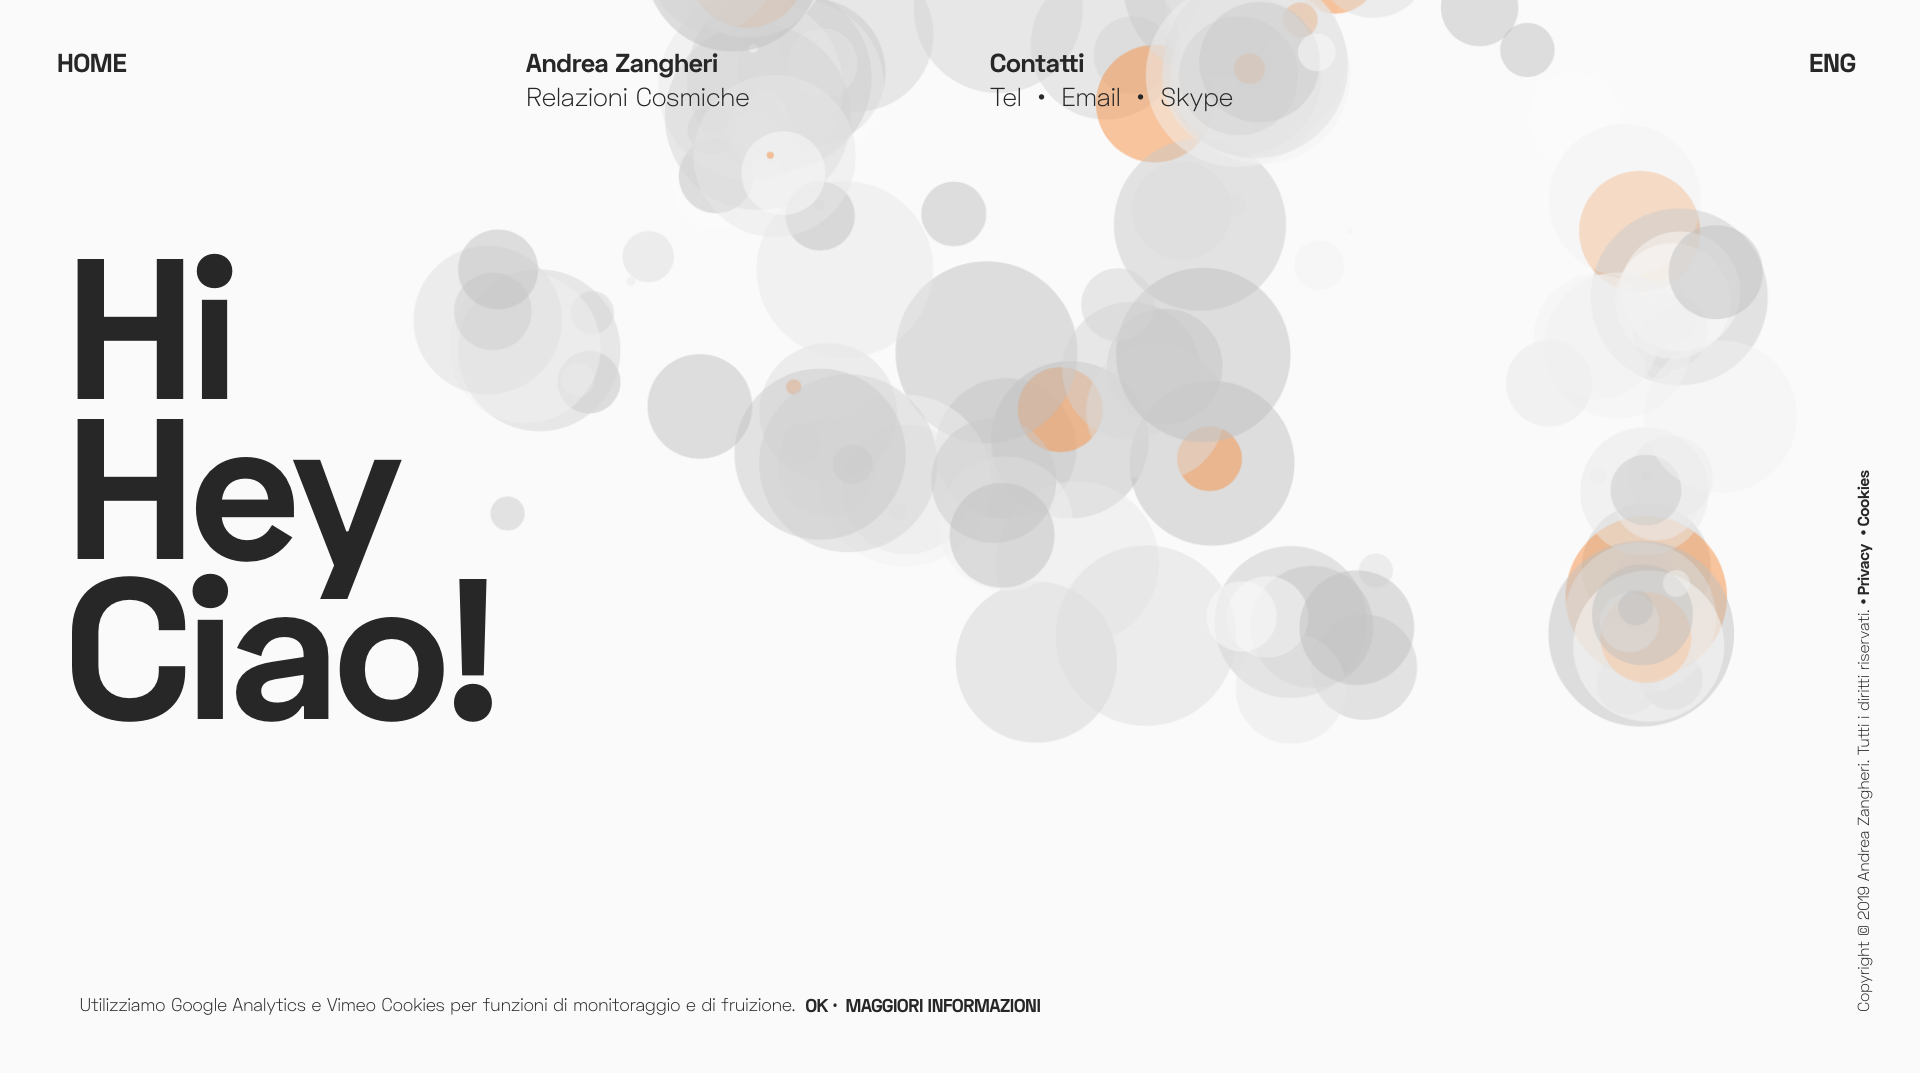 HOME
Andrea Zangheri
Relazioni Cosmiche
Contatti
Tel • Email • Skype
ENG
Hi
Hey
Ciao!
Copyright © 2019 Andrea Zangheri. Tutti i diritti riservati. • Privacy • Cookies
Utilizziamo Google Analytics e Vimeo Cookies per funzioni di monitoraggio e di fruizione. OK • MAGGIORI INFORMAZIONI